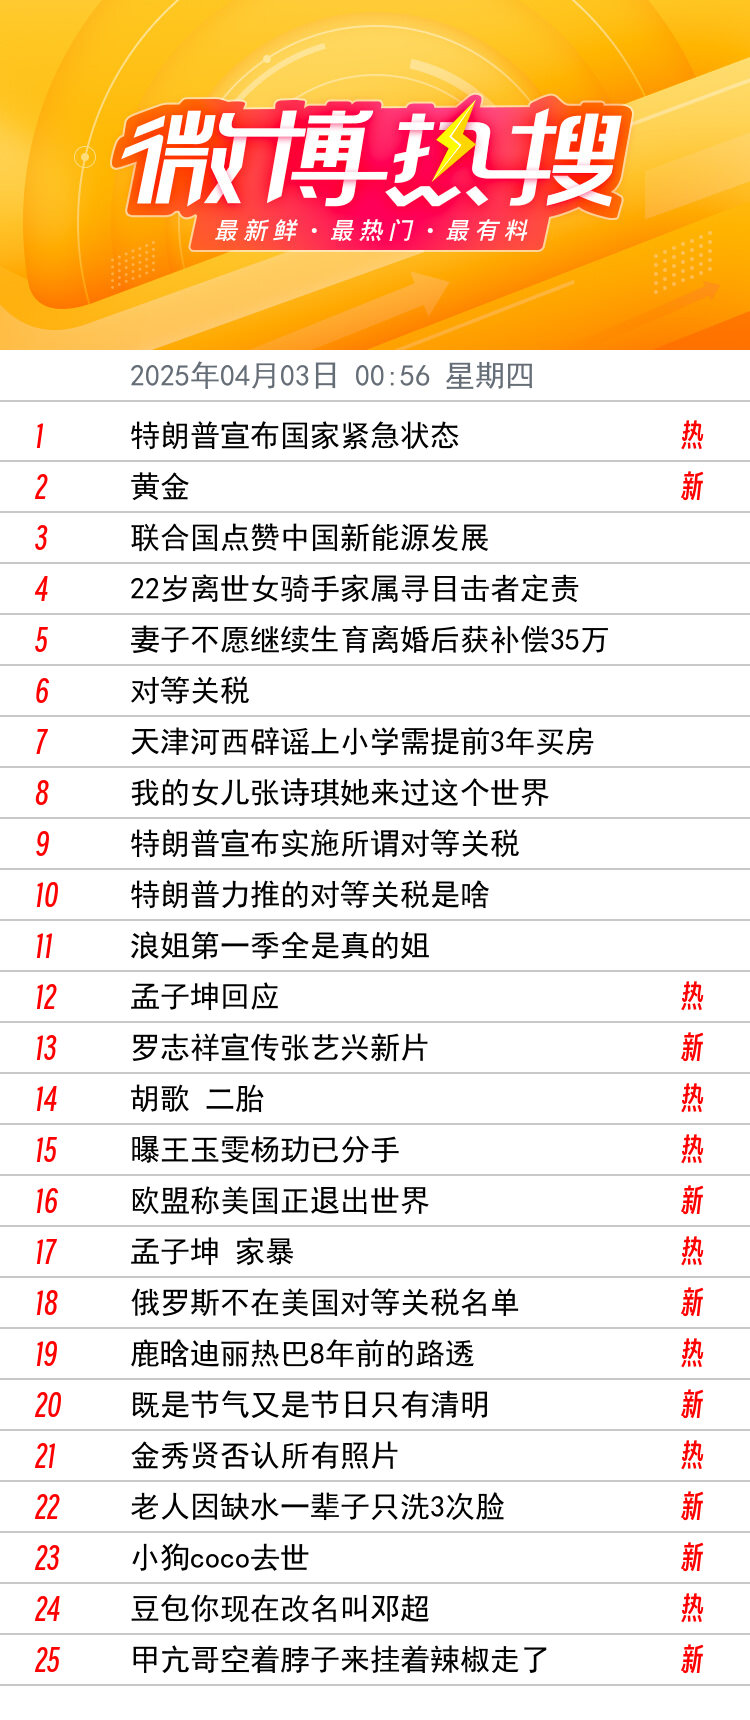 微博热搜
最新鲜·最热门·最有料
2025年04月03日 00:56 星期四
1 特朗普宣布国家紧急状态 热
2 黄金 新
3 联合国点赞中国新能源发展
4 22岁离世女骑手家属寻目击者定责
5 妻子不愿继续生育离婚后获补偿35万
6 对等关税
7 天津河西辟谣上小学需提前3年买房
8 我的女儿张诗琪她来过这个世界
9 特朗普宣布实施所谓对等关税
10 特朗普力推的对等关税是啥
11 浪姐第一季全是真的姐
12 孟子坤回应 热
13 罗志祥宣传张艺兴新片 新
14 胡歌 二胎 热
15 曝王玉雯杨玏已分手 热
16 欧盟称美国正退出世界 新
17 孟子坤 家暴 热
18 俄罗斯不在美国对等关税名单 新
19 鹿晗迪丽热巴8年前的路透 热
20 既是节气又是节日只有清明 新
21 金秀贤否认所有照片 热
22 老人因缺水一辈子只洗3次脸 新
23 小狗coco去世 新
24 豆包你现在改名叫邓超 热
25 甲亢哥空着脖子来挂着辣椒走了 新